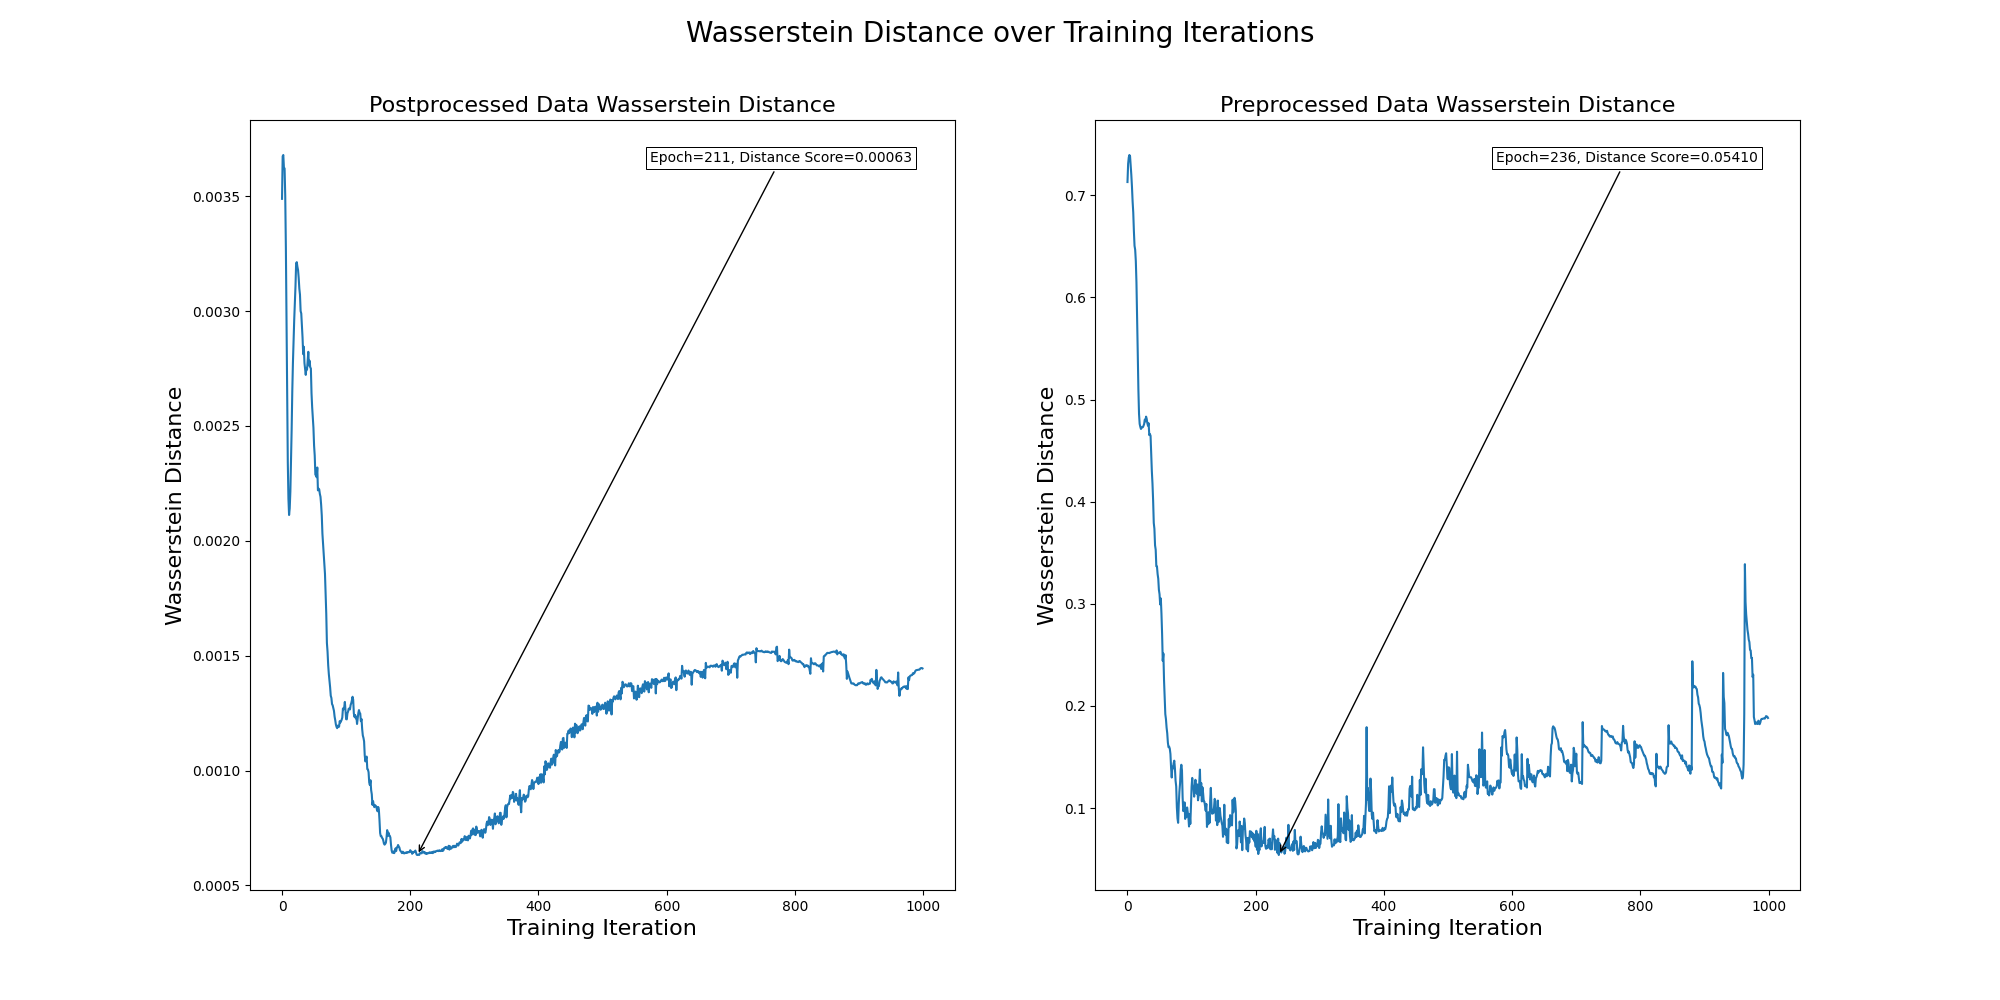 Wasserstein Distance over Training Iterations
Postprocessed Data Wasserstein Distance
Epoch=211, Distance Score=0.00063
0.0035
0.0030
0.0025
0.0020
0.0015
0.0010
0.0005
Wasserstein Distance
0 200 400 600 800 1000
Training Iteration
Preprocessed Data Wasserstein Distance
Epoch=236, Distance Score=0.05410
0.7
0.6
0.5
0.4
0.3
0.2
0.1
Wasserstein Distance
0 200 400 600 800 1000
Training Iteration